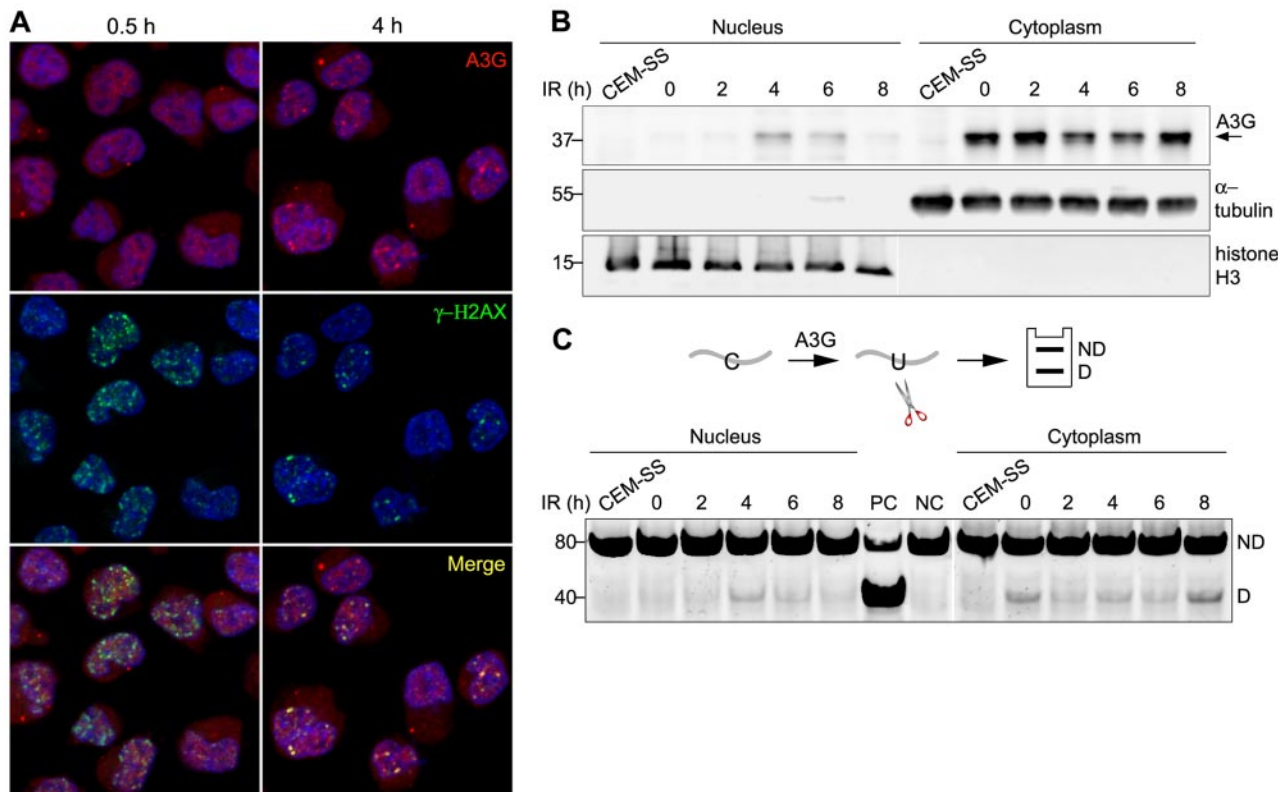 A
0.5 h 4 h
A3G
γ–H2AX
Merge
B
Nucleus Cytoplasm
IR (h) CEM-SS 0 2 4 6 8 CEM-SS 0 2 4 6 8
37 A3G
55 α–
tubulin
15 histone
H3
C
A3G
C U ND
D
Nucleus Cytoplasm
IR (h) CEM-SS 0 2 4 6 8 PC NC CEM-SS 0 2 4 6 8
80 ND
40 D